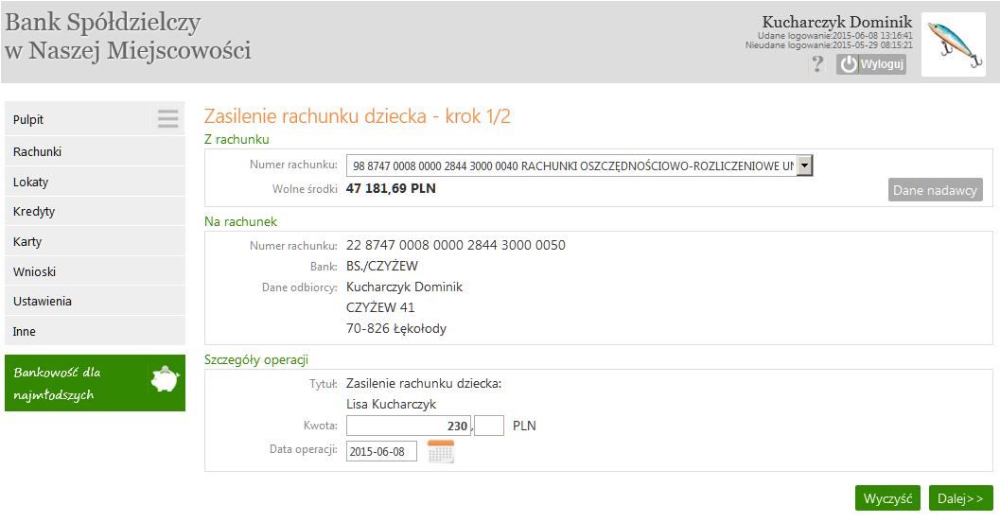 Bank Spółdzielczy
w Naszej Miejscowości
Kucharczyk Dominik
Udane logowanie:2015-06-08 13:16:41
Nieudane logowanie:2015-05-29 08:15:21
? Wyloguj
Pulpit
Rachunki
Lokaty
Kredyty
Karty
Wnioski
Ustawienia
Inne
Bankowość dla
najmłodszych
Zasilenie rachunku dziecka - krok 1/2
Z rachunku
Numer rachunku: 98 8747 0008 0000 2844 3000 0040 RACHUNKI OSZCZĘDNOŚCIOWO-ROZLICZENIOWE
Wolne środki 47 181,69 PLN
Dane nadawcy
Na rachunek
Numer rachunku: 22 8747 0008 0000 2844 3000 0050
Bank: BS./CZYŻEW
Dane odbiorcy: Kucharczyk Dominik
CZYŻEW 41
70-826 Łękołody
Szczegóły operacji
Tytuł: Zasilenie rachunku dziecka:
Lisa Kucharczyk
Kwota: 230 , PLN
Data operacji: 2015-06-08
Wyczyść Dalej>>